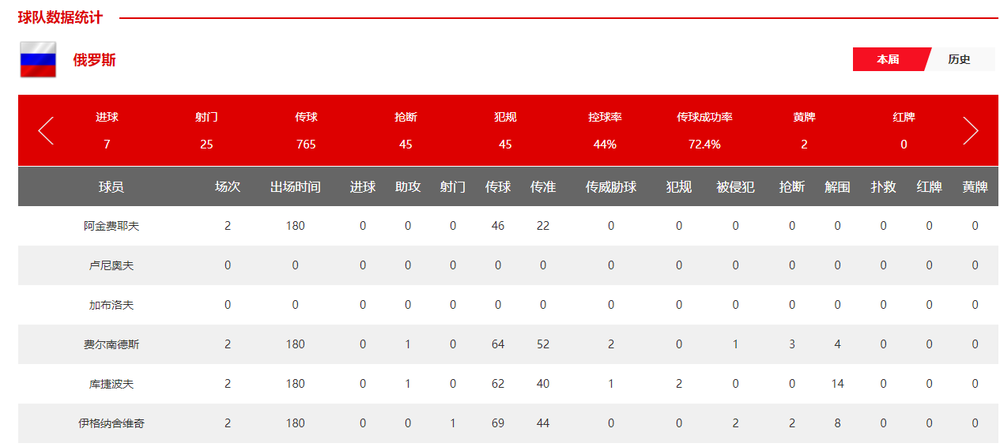 球队数据统计
俄罗斯
本届 历史
进球 射门 传球 抢断 犯规 控球率 传球成功率 黄牌 红牌
7 25 765 45 45 44% 72.4% 2 0
球员 场次 出场时间 进球 助攻 射门 传球 传准 传威胁球 犯规 被侵犯 抢断 解围 扑救 红牌 黄牌
阿金费耶夫 2 180 0 0 0 46 22 0 0 0 0 0 0 0 0
卢尼奥夫 0 0 0 0 0 0 0 0 0 0 0 0 0 0 0
加布洛夫 0 0 0 0 0 0 0 0 0 0 0 0 0 0 0
费尔南德斯 2 180 0 1 0 64 52 2 0 1 3 4 0 0 0
库捷波夫 2 180 0 1 0 62 40 1 2 0 0 14 0 0 0
伊格纳舍维奇 2 180 0 0 1 69 44 0 0 2 2 8 0 0 0